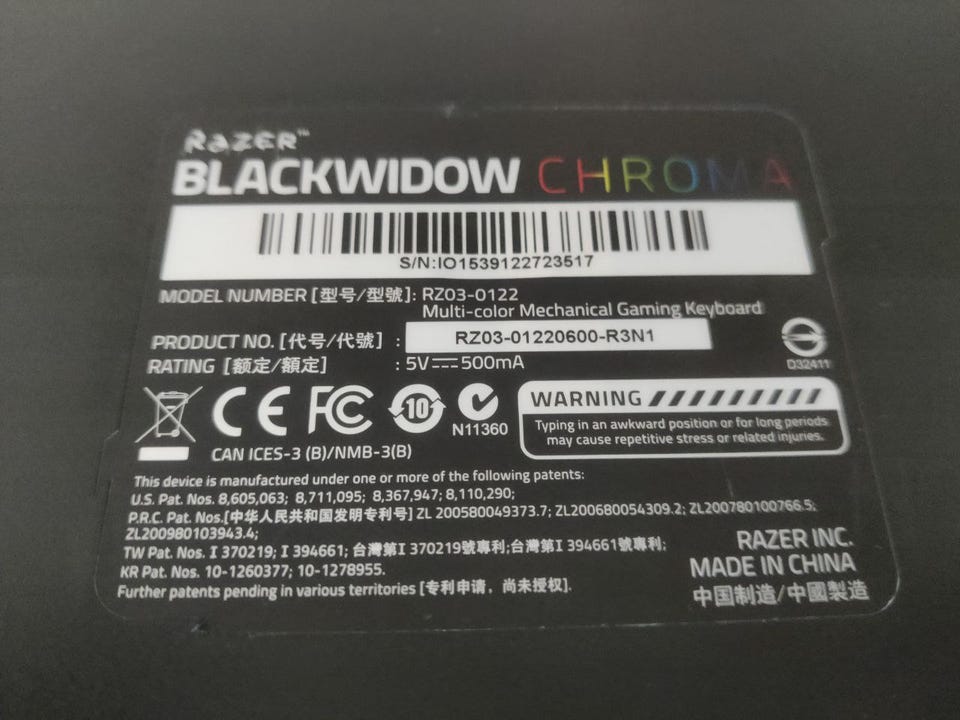 RAZER™
BLACKWIDOW CHROMA
S/N:IO1539122723517
MODEL NUMBER [型号/型號]: RZ03-0122
Multi-color Mechanical Gaming Keyboard
PRODUCT NO. [代号/代號] : RZ03-01220600-R3N1
RATING [额定/額定] : 5V⎓500mA
D32411
CE FC 10 N11360
CAN ICES-3 (B)/NMB-3(B)
WARNING
Typing in an awkward position or for long periods
may cause repetitive stress or related injuries.
This device is manufactured under one or more of the following patents:
U.S. Pat. Nos. 8,605,063; 8,711,095; 8,367,947; 8,110,290;
P.R.C. Pat. Nos.[中华人民共和国发明专利号] ZL 200580049373.7; ZL200680054309.2; ZL200780100766.5;
ZL200980103943.4;
TW Pat. Nos. I 370219; I 394661; 台灣第I 370219號專利;台灣第I 394661號專利;
KR Pat. Nos. 10-1260377; 10-1278955.
Further patents pending in various territories [专利申请，尚未授权].
RAZER INC.
MADE IN CHINA
中国制造/中國製造